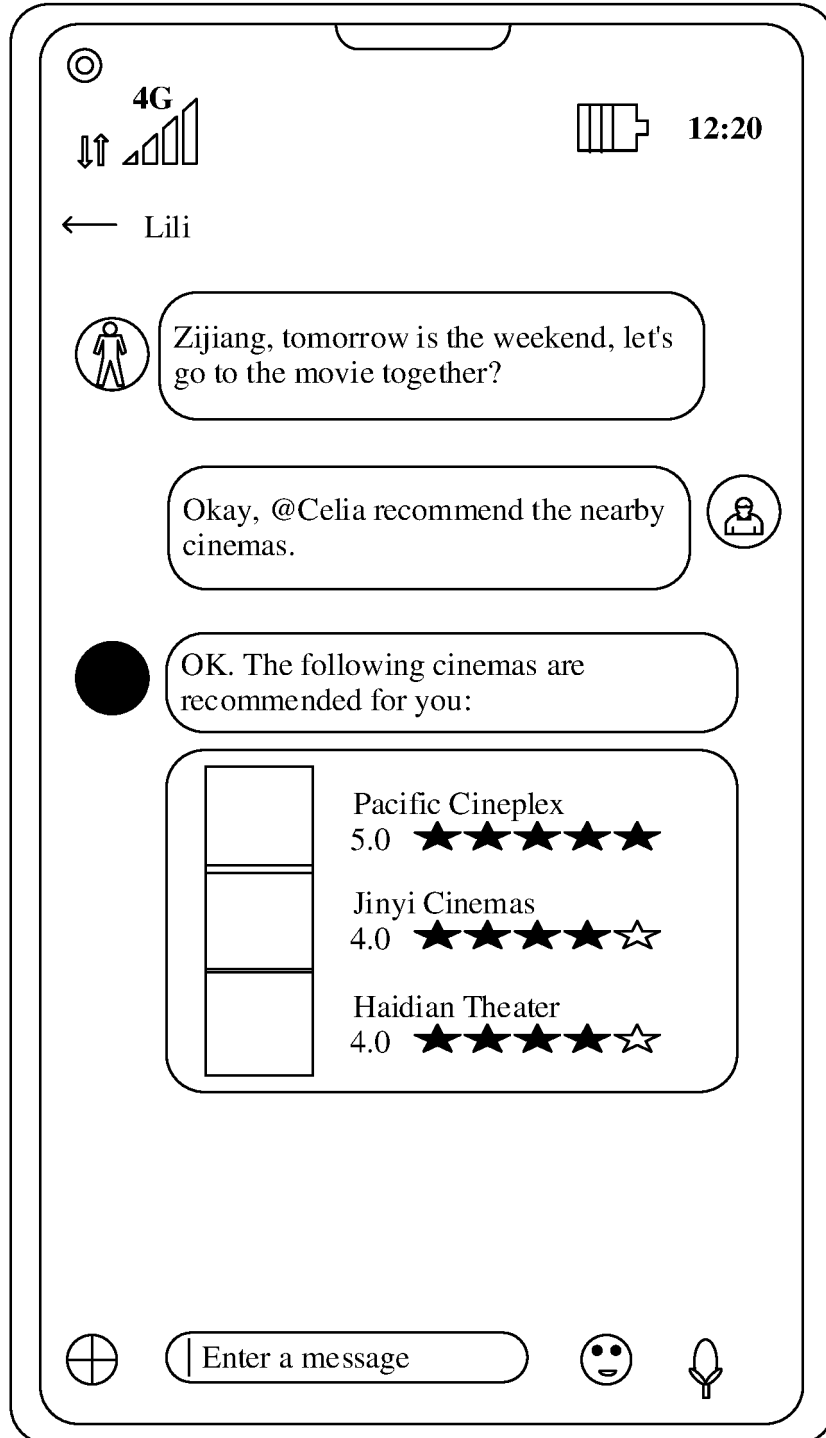 4G
12:20
Lili
Zijiang, tomorrow is the weekend, let's
go to the movie together?
Okay, @Celia recommend the nearby
cinemas.
OK. The following cinemas are
recommended for you:
Pacific Cineplex
5.0
Jinyi Cinemas
4.0
Haidian Theater
4.0
Enter a message